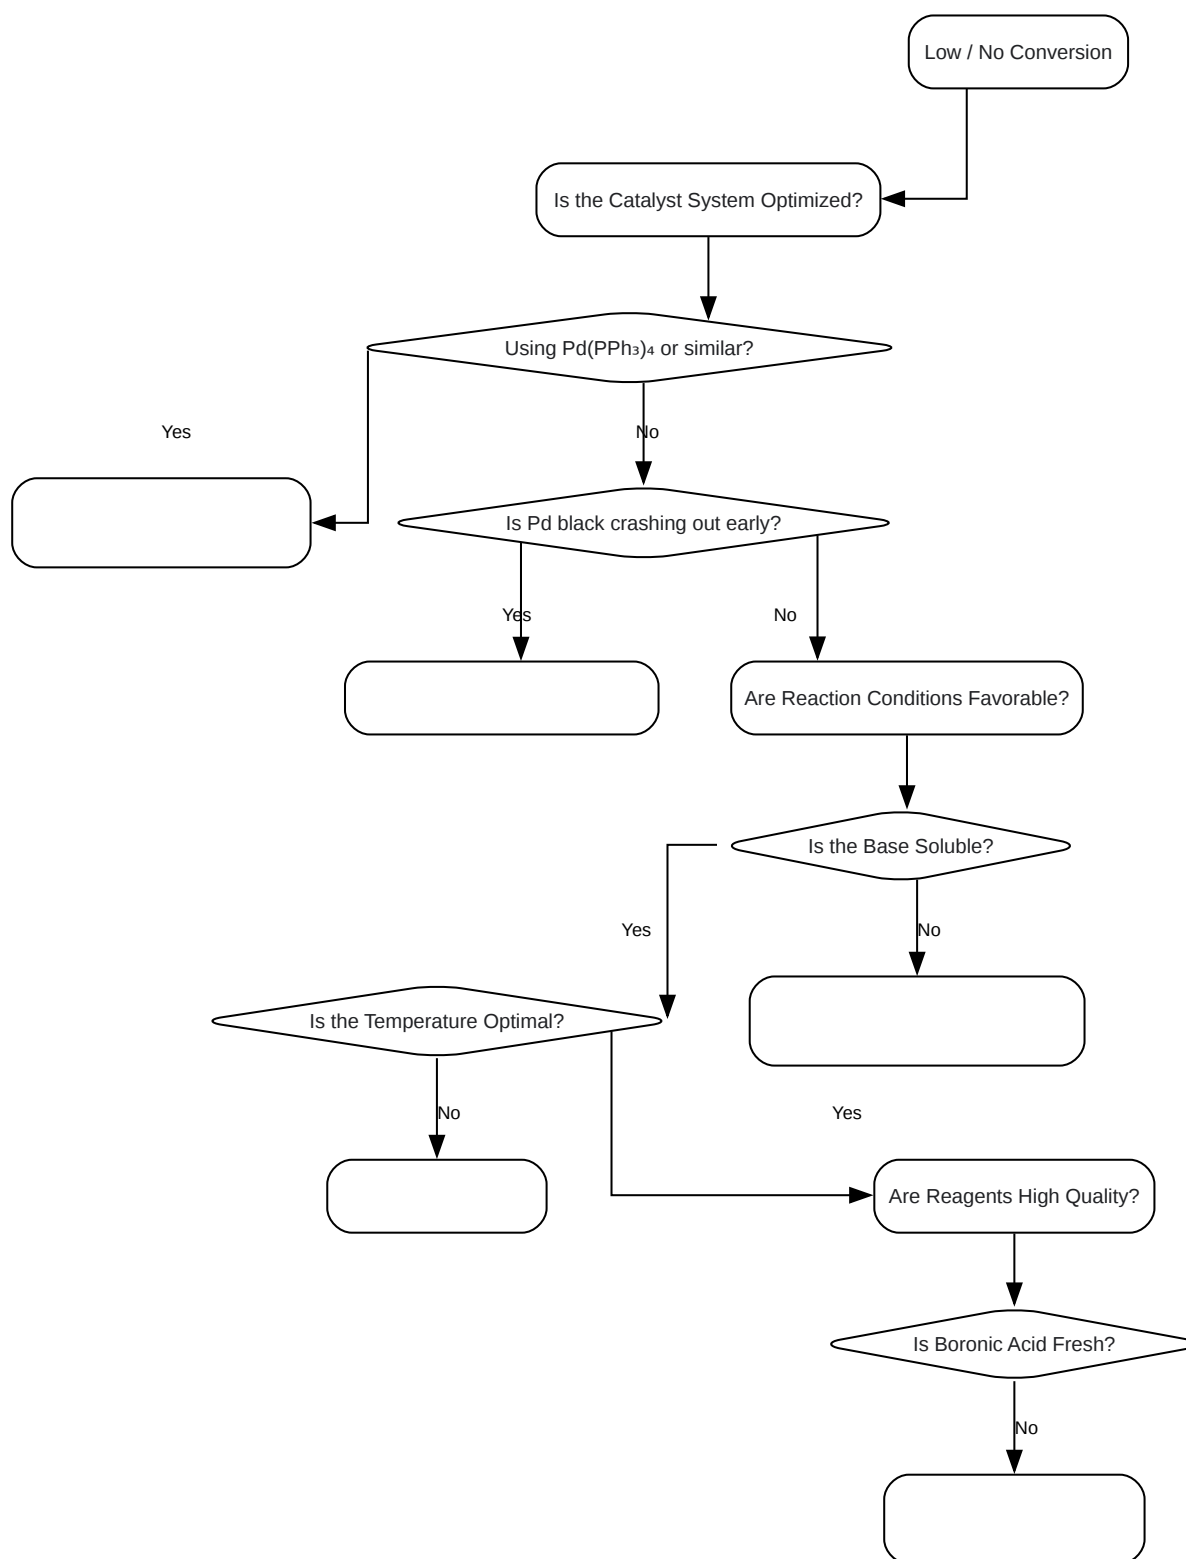 Low / No Conversion
Is the Catalyst System Optimized?
Using Pd(PPh₃)₄ or similar?
Yes
No
Is Pd black crashing out early?
Yes
No
Are Reaction Conditions Favorable?
Is the Base Soluble?
Yes
No
Is the Temperature Optimal?
No
Yes
Are Reagents High Quality?
Is Boronic Acid Fresh?
No